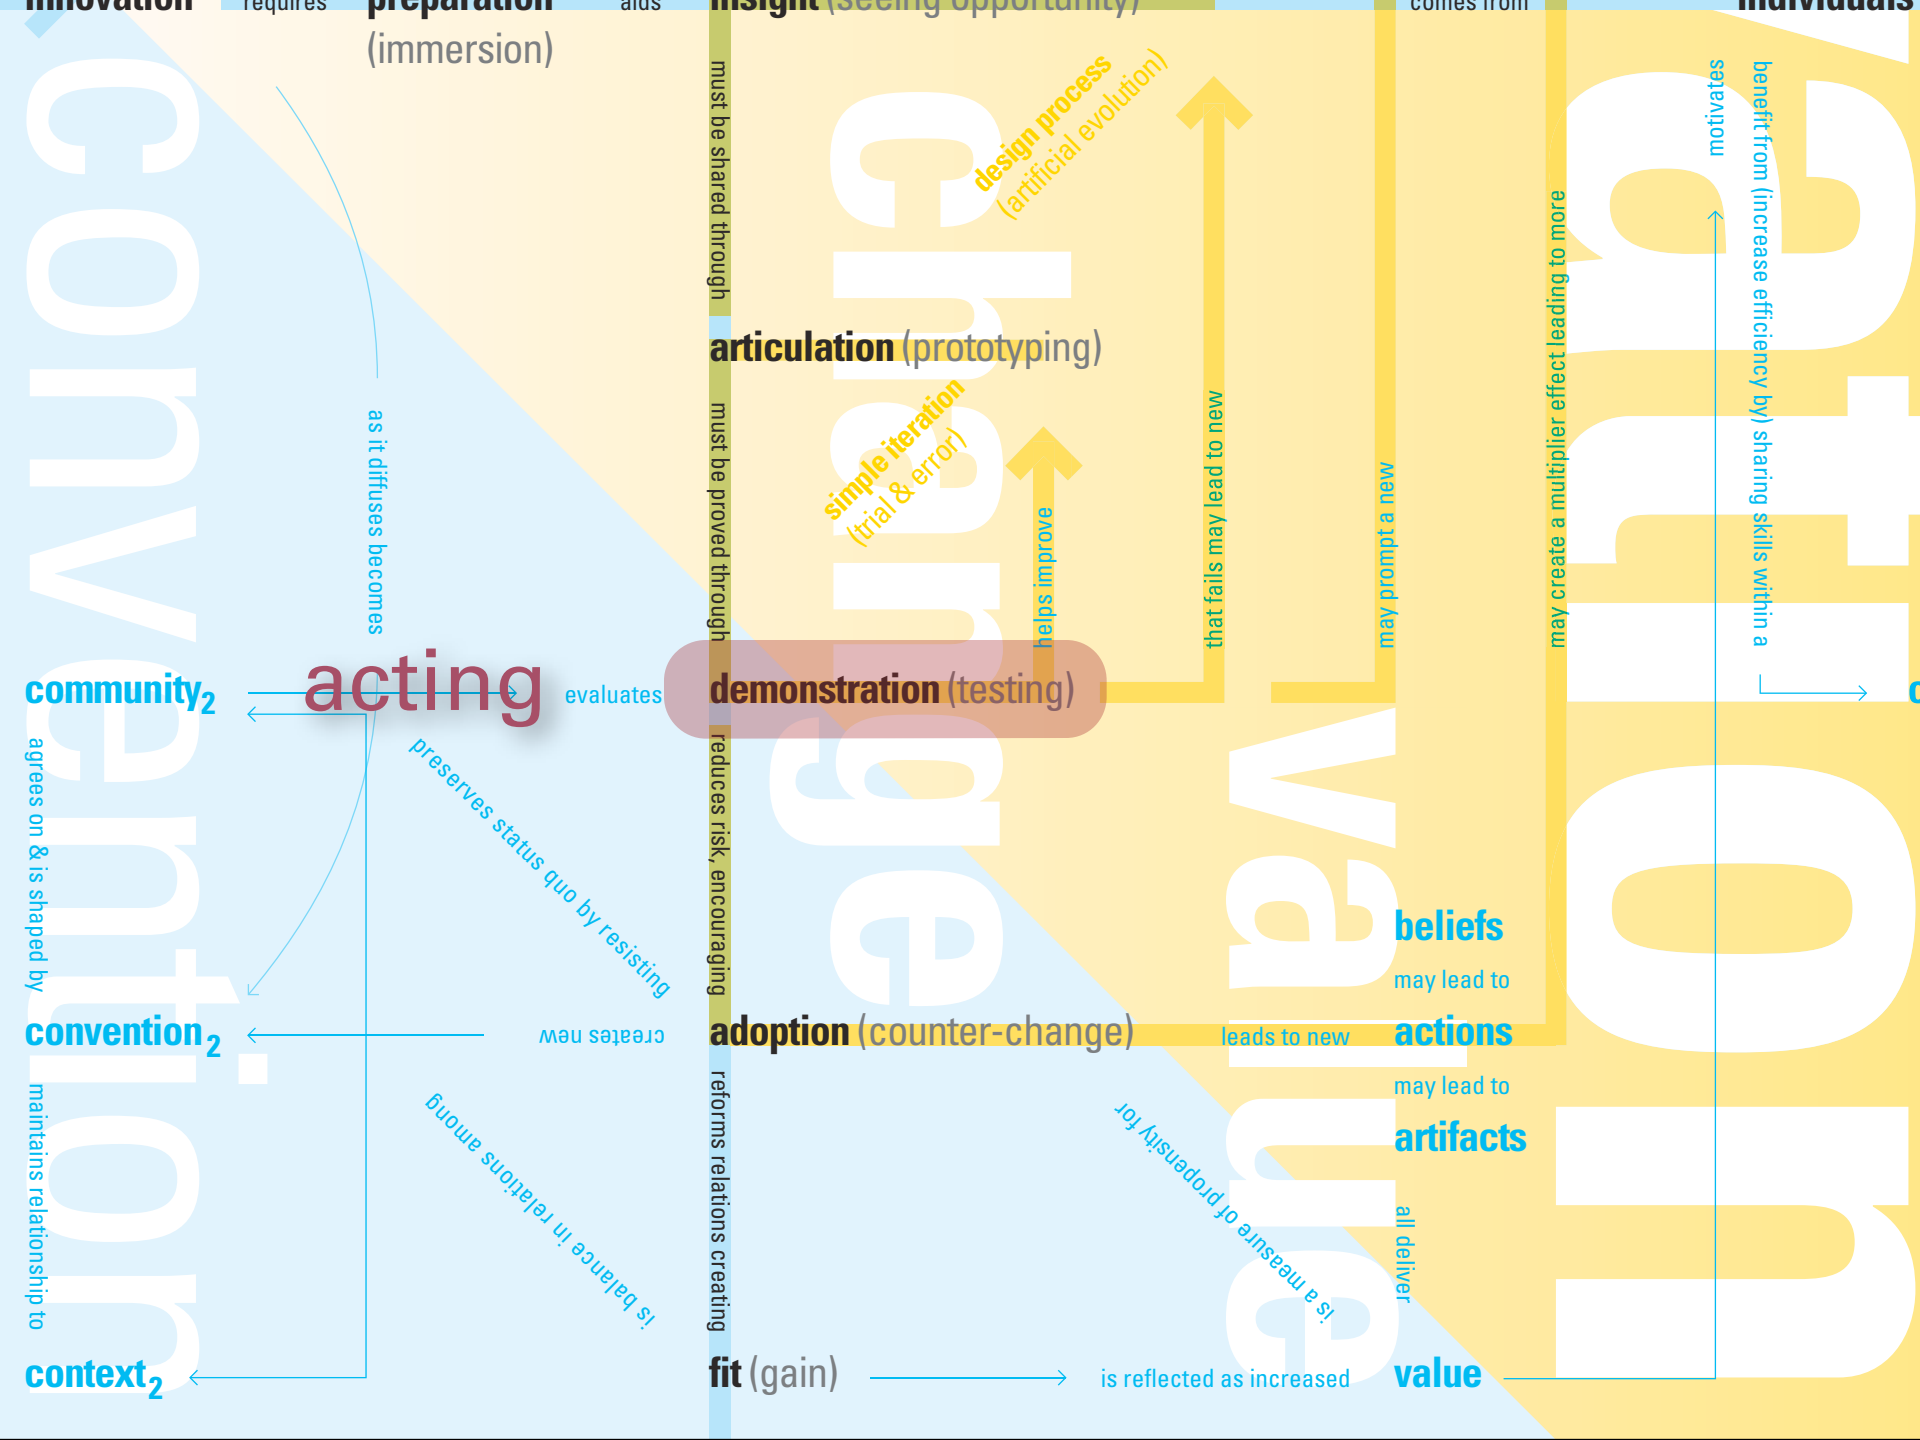 innovation requires preparation aids insight (seeing opportunity) comes from individuals
(immersion)
must be shared through
design process
(artificial evolution)
motivates
benefit from (increase efficiency by) sharing skills within a
convention
change
value
articulation (prototyping)
as it diffuses becomes
must be proved through
simple iteration
(trial & error)
helps improve
that fails may lead to new
may prompt a new
may create a multiplier effect leading to more
community2
acting
evaluates
demonstration (testing)
agrees on & is shaped by
preserves status quo by resisting
reduces risk, encouraging
beliefs
may lead to
convention2
creates new
adoption (counter-change)
leads to new
actions
may lead to
artifacts
maintains relationship to
is balance in relations among
reforms relations creating
is a measure of propensity for
all deliver
context2
fit (gain)
is reflected as increased
value